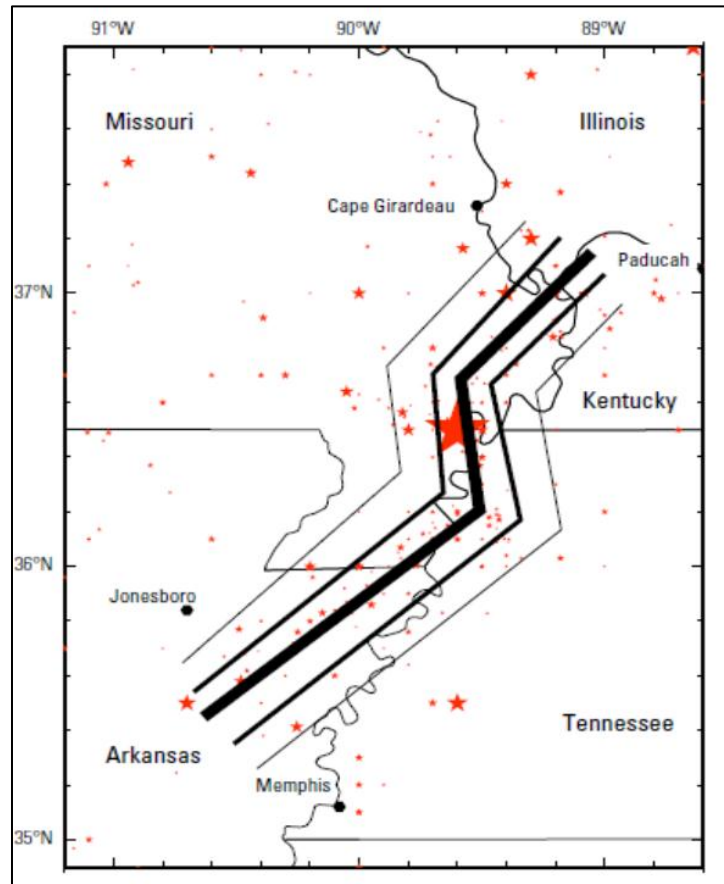 91°W 90°W 89°W
Missouri Illinois
Cape Girardeau
Paducah
37°N
Kentucky
36°N
Jonesboro
Tennessee
Arkansas
Memphis
35°N